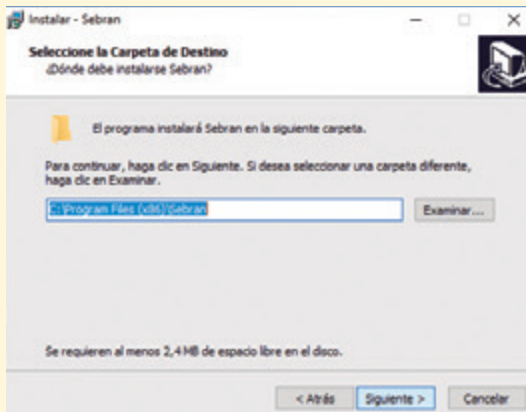 Instalar - Sebran
Seleccione la Carpeta de Destino
¿Dónde debe instalarse Sebran?
El programa instalará Sebran en la siguiente carpeta.
Para continuar, haga clic en Siguiente. Si desea seleccionar una carpeta diferente,
haga clic en Examinar.
C:\Program Files (x86)\Sebran
Examinar...
Se requieren al menos 2,4 MB de espacio libre en el disco.
< Atrás Siguiente > Cancelar